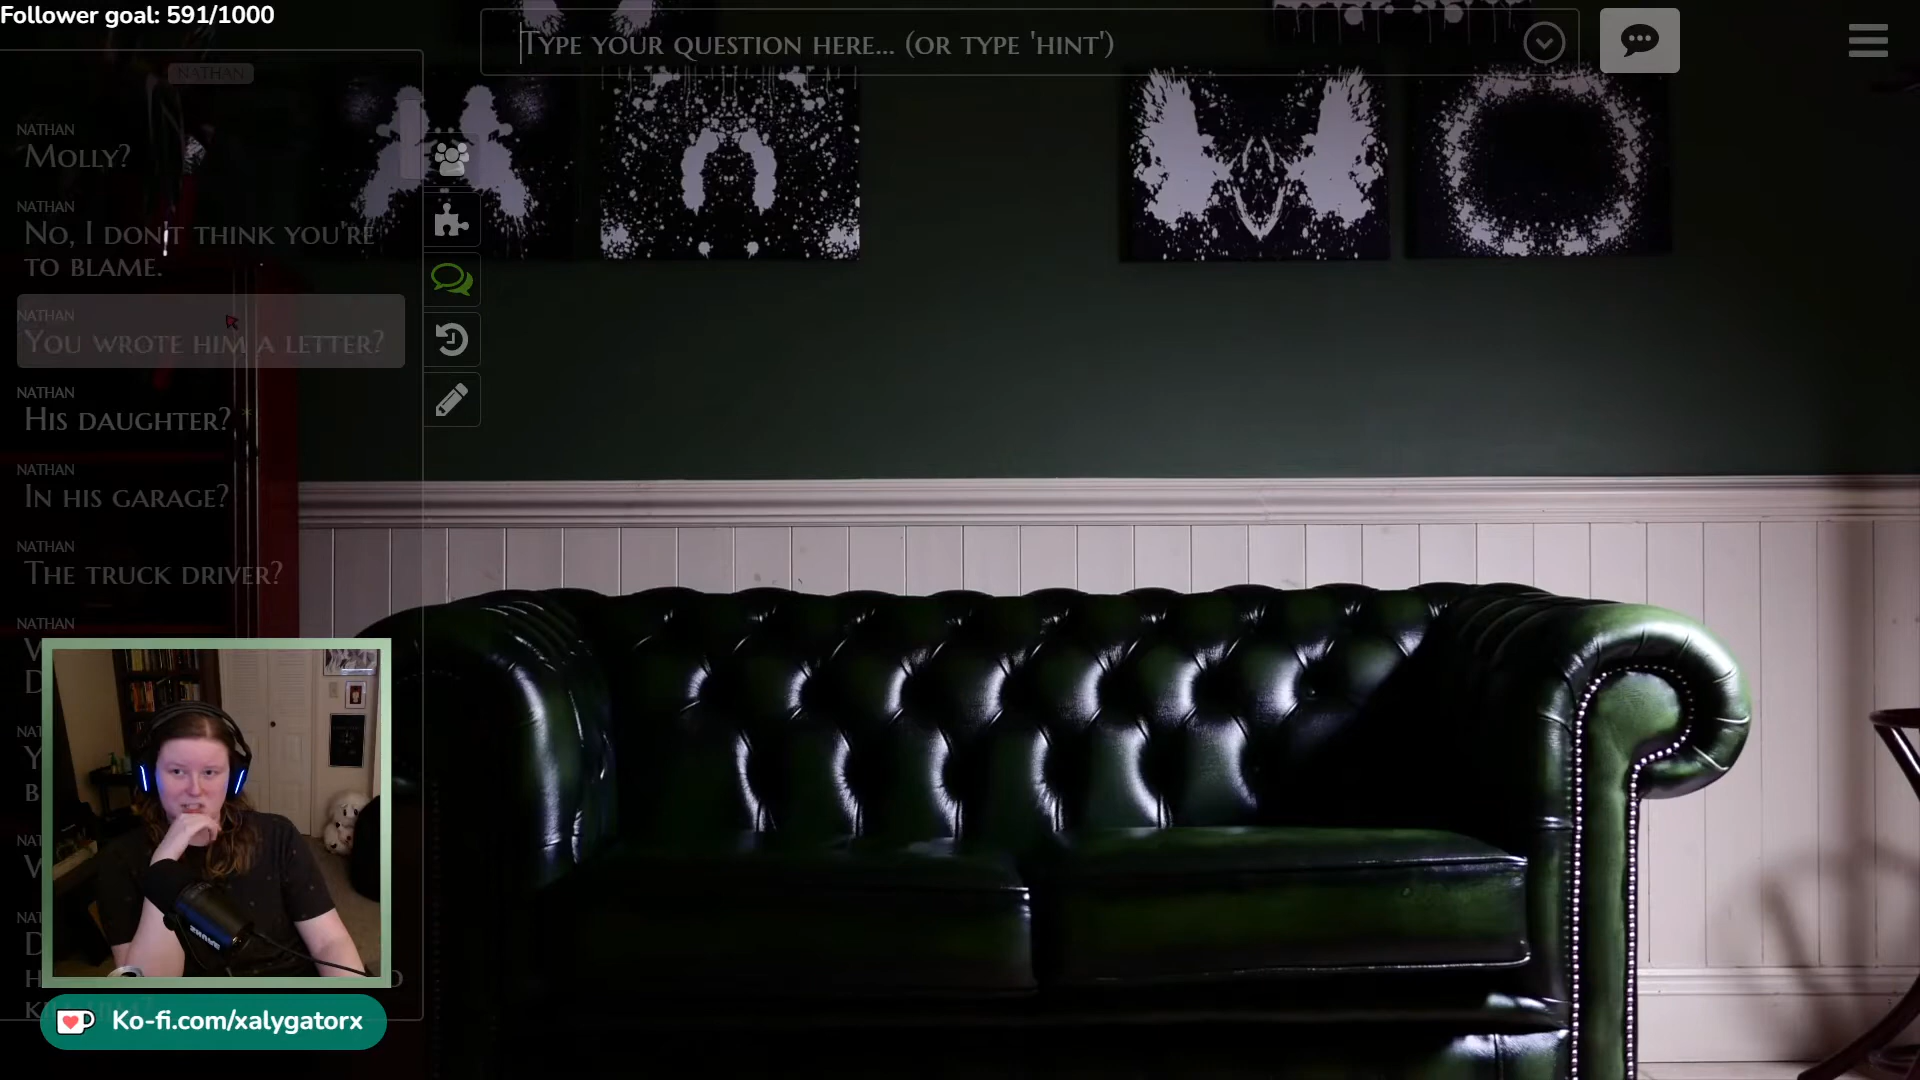 Follower goal: 591/1000
Type your question here... (or type 'hint')
NATHAN
NATHAN
Molly?
NATHAN
No, I don't think you're
to blame.
NATHAN
You wrote him a letter?
NATHAN
His daughter? *
NATHAN
In his garage?
NATHAN
The truck driver?
NATHAN
Ko-fi.com/xalygatorx